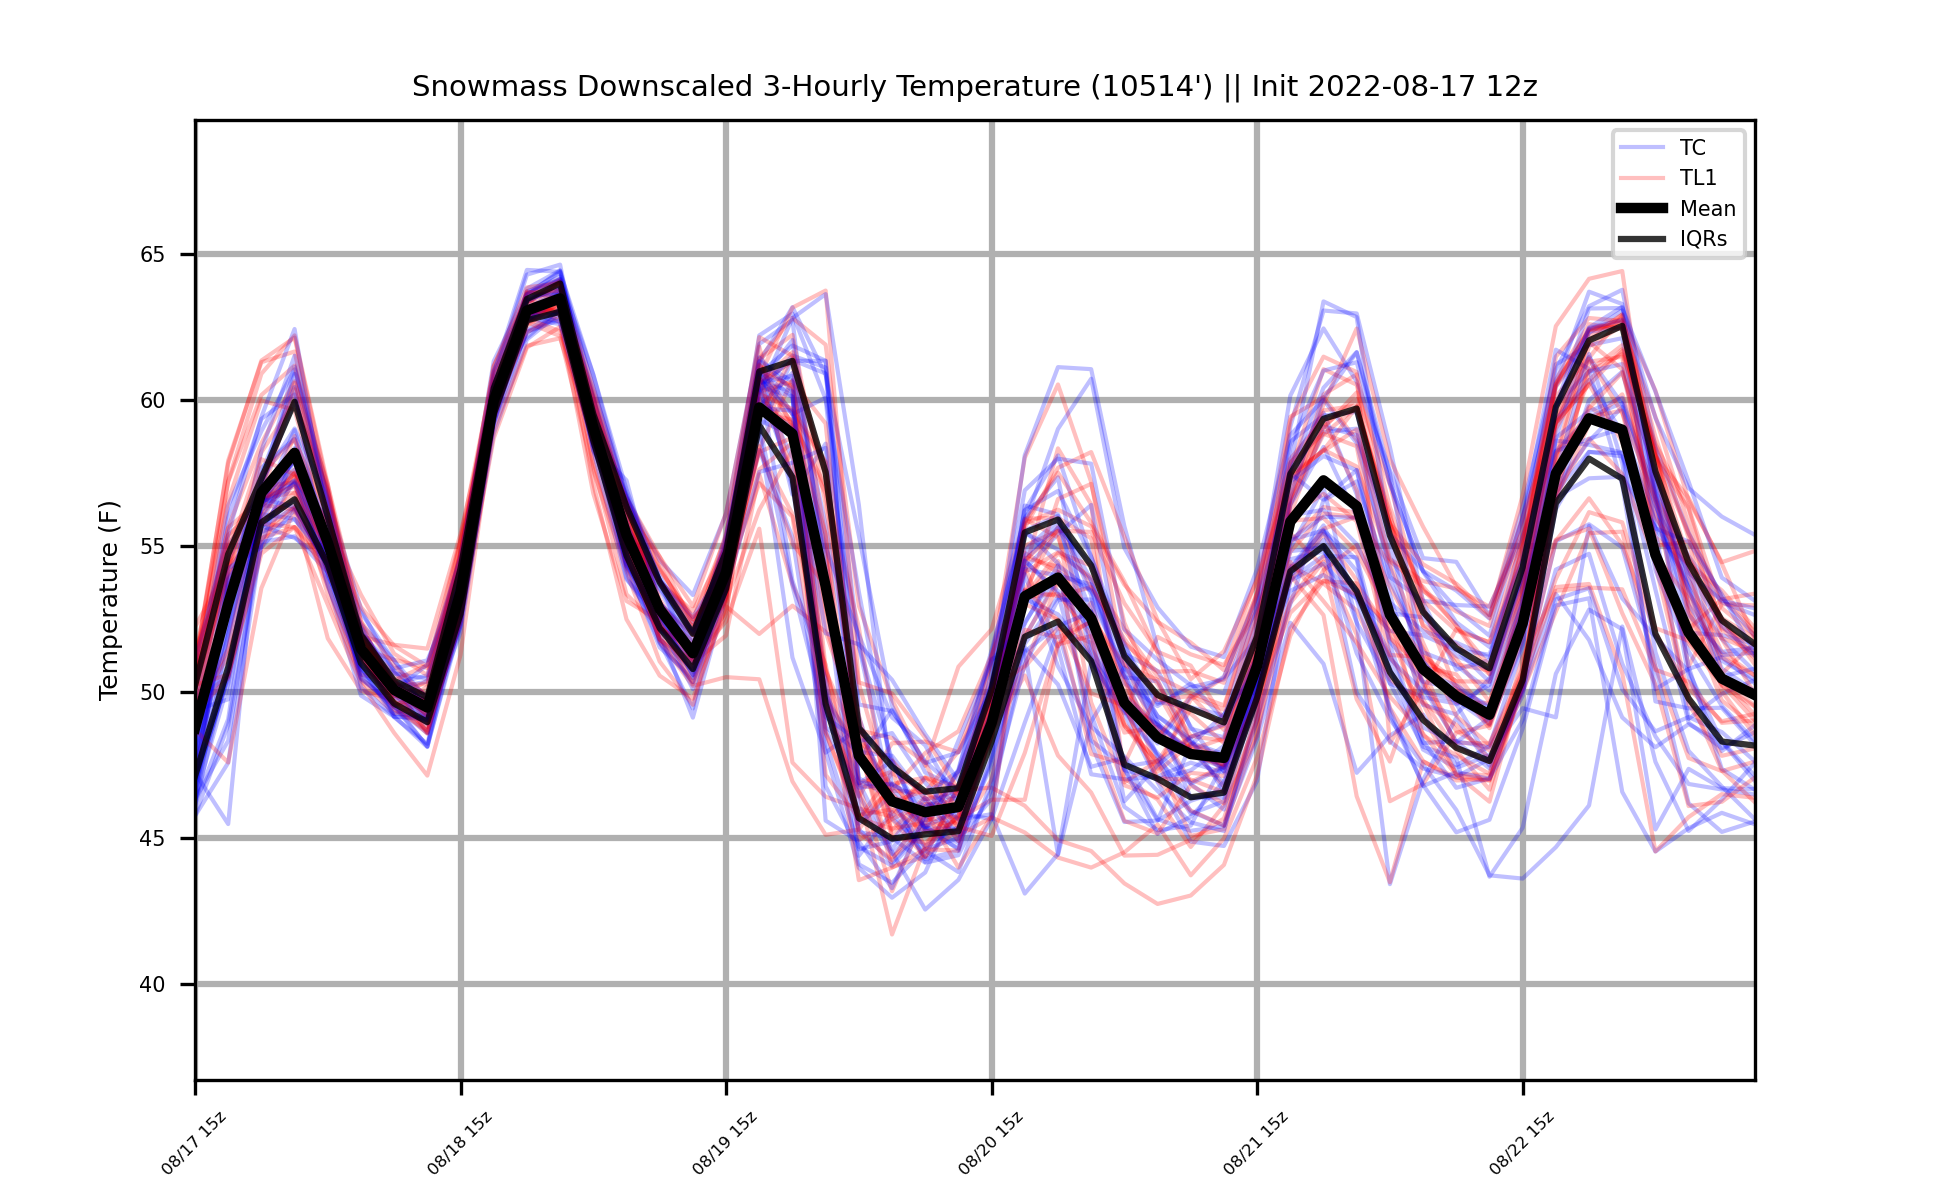 Snowmass Downscaled 3-Hourly Temperature (10514') || Init 2022-08-17 12z
TC
TL1
Mean
IQRs
65
60
55
50
45
40
Temperature (F)
08/17 15z
08/18 15z
08/19 15z
08/20 15z
08/21 15z
08/22 15z